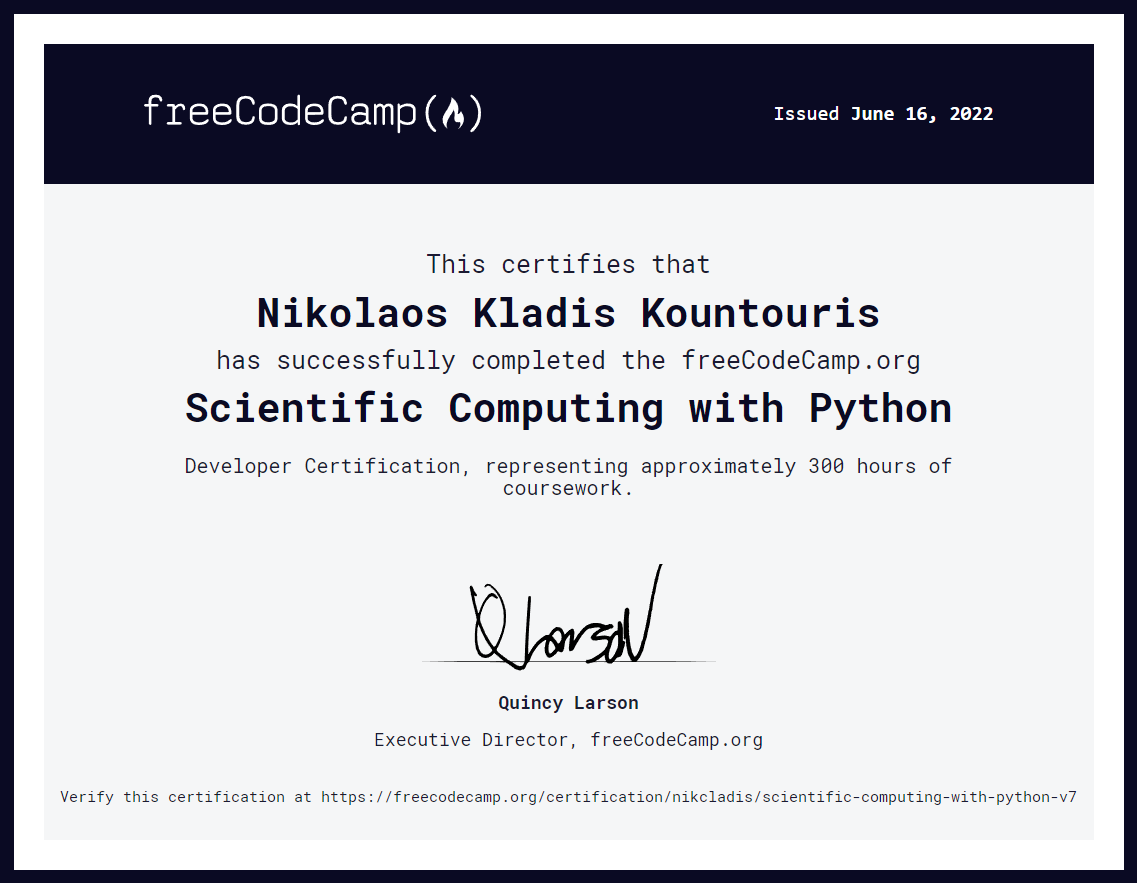 freeCodeCamp
Issued June 16, 2022
This certifies that
Nikolaos Kladis Kountouris
has successfully completed the freeCodeCamp.org
Scientific Computing with Python
Developer Certification, representing approximately 300 hours of
coursework.
Q Larson
Quincy Larson
Executive Director, freeCodeCamp.org
Verify this certification at https://freecodecamp.org/certification/nikcladis/scientific-computing-with-python-v7